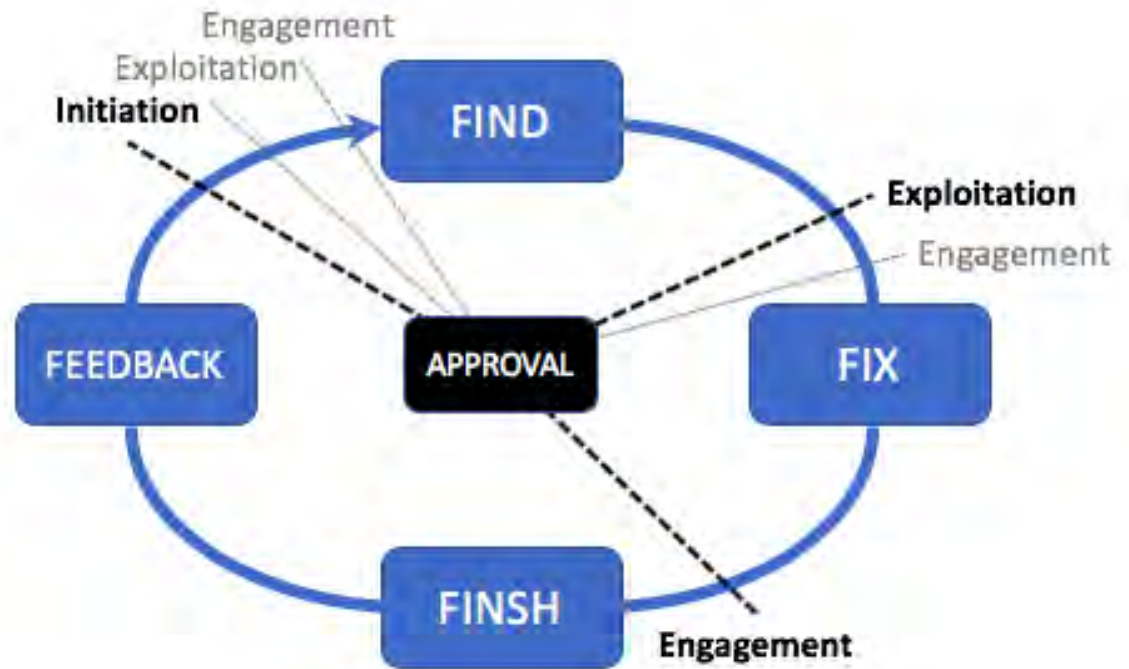 Engagement
Exploitation
Initiation
FIND
Exploitation
Engagement
FEEDBACK
APPROVAL
FIX
FINSH
Engagement